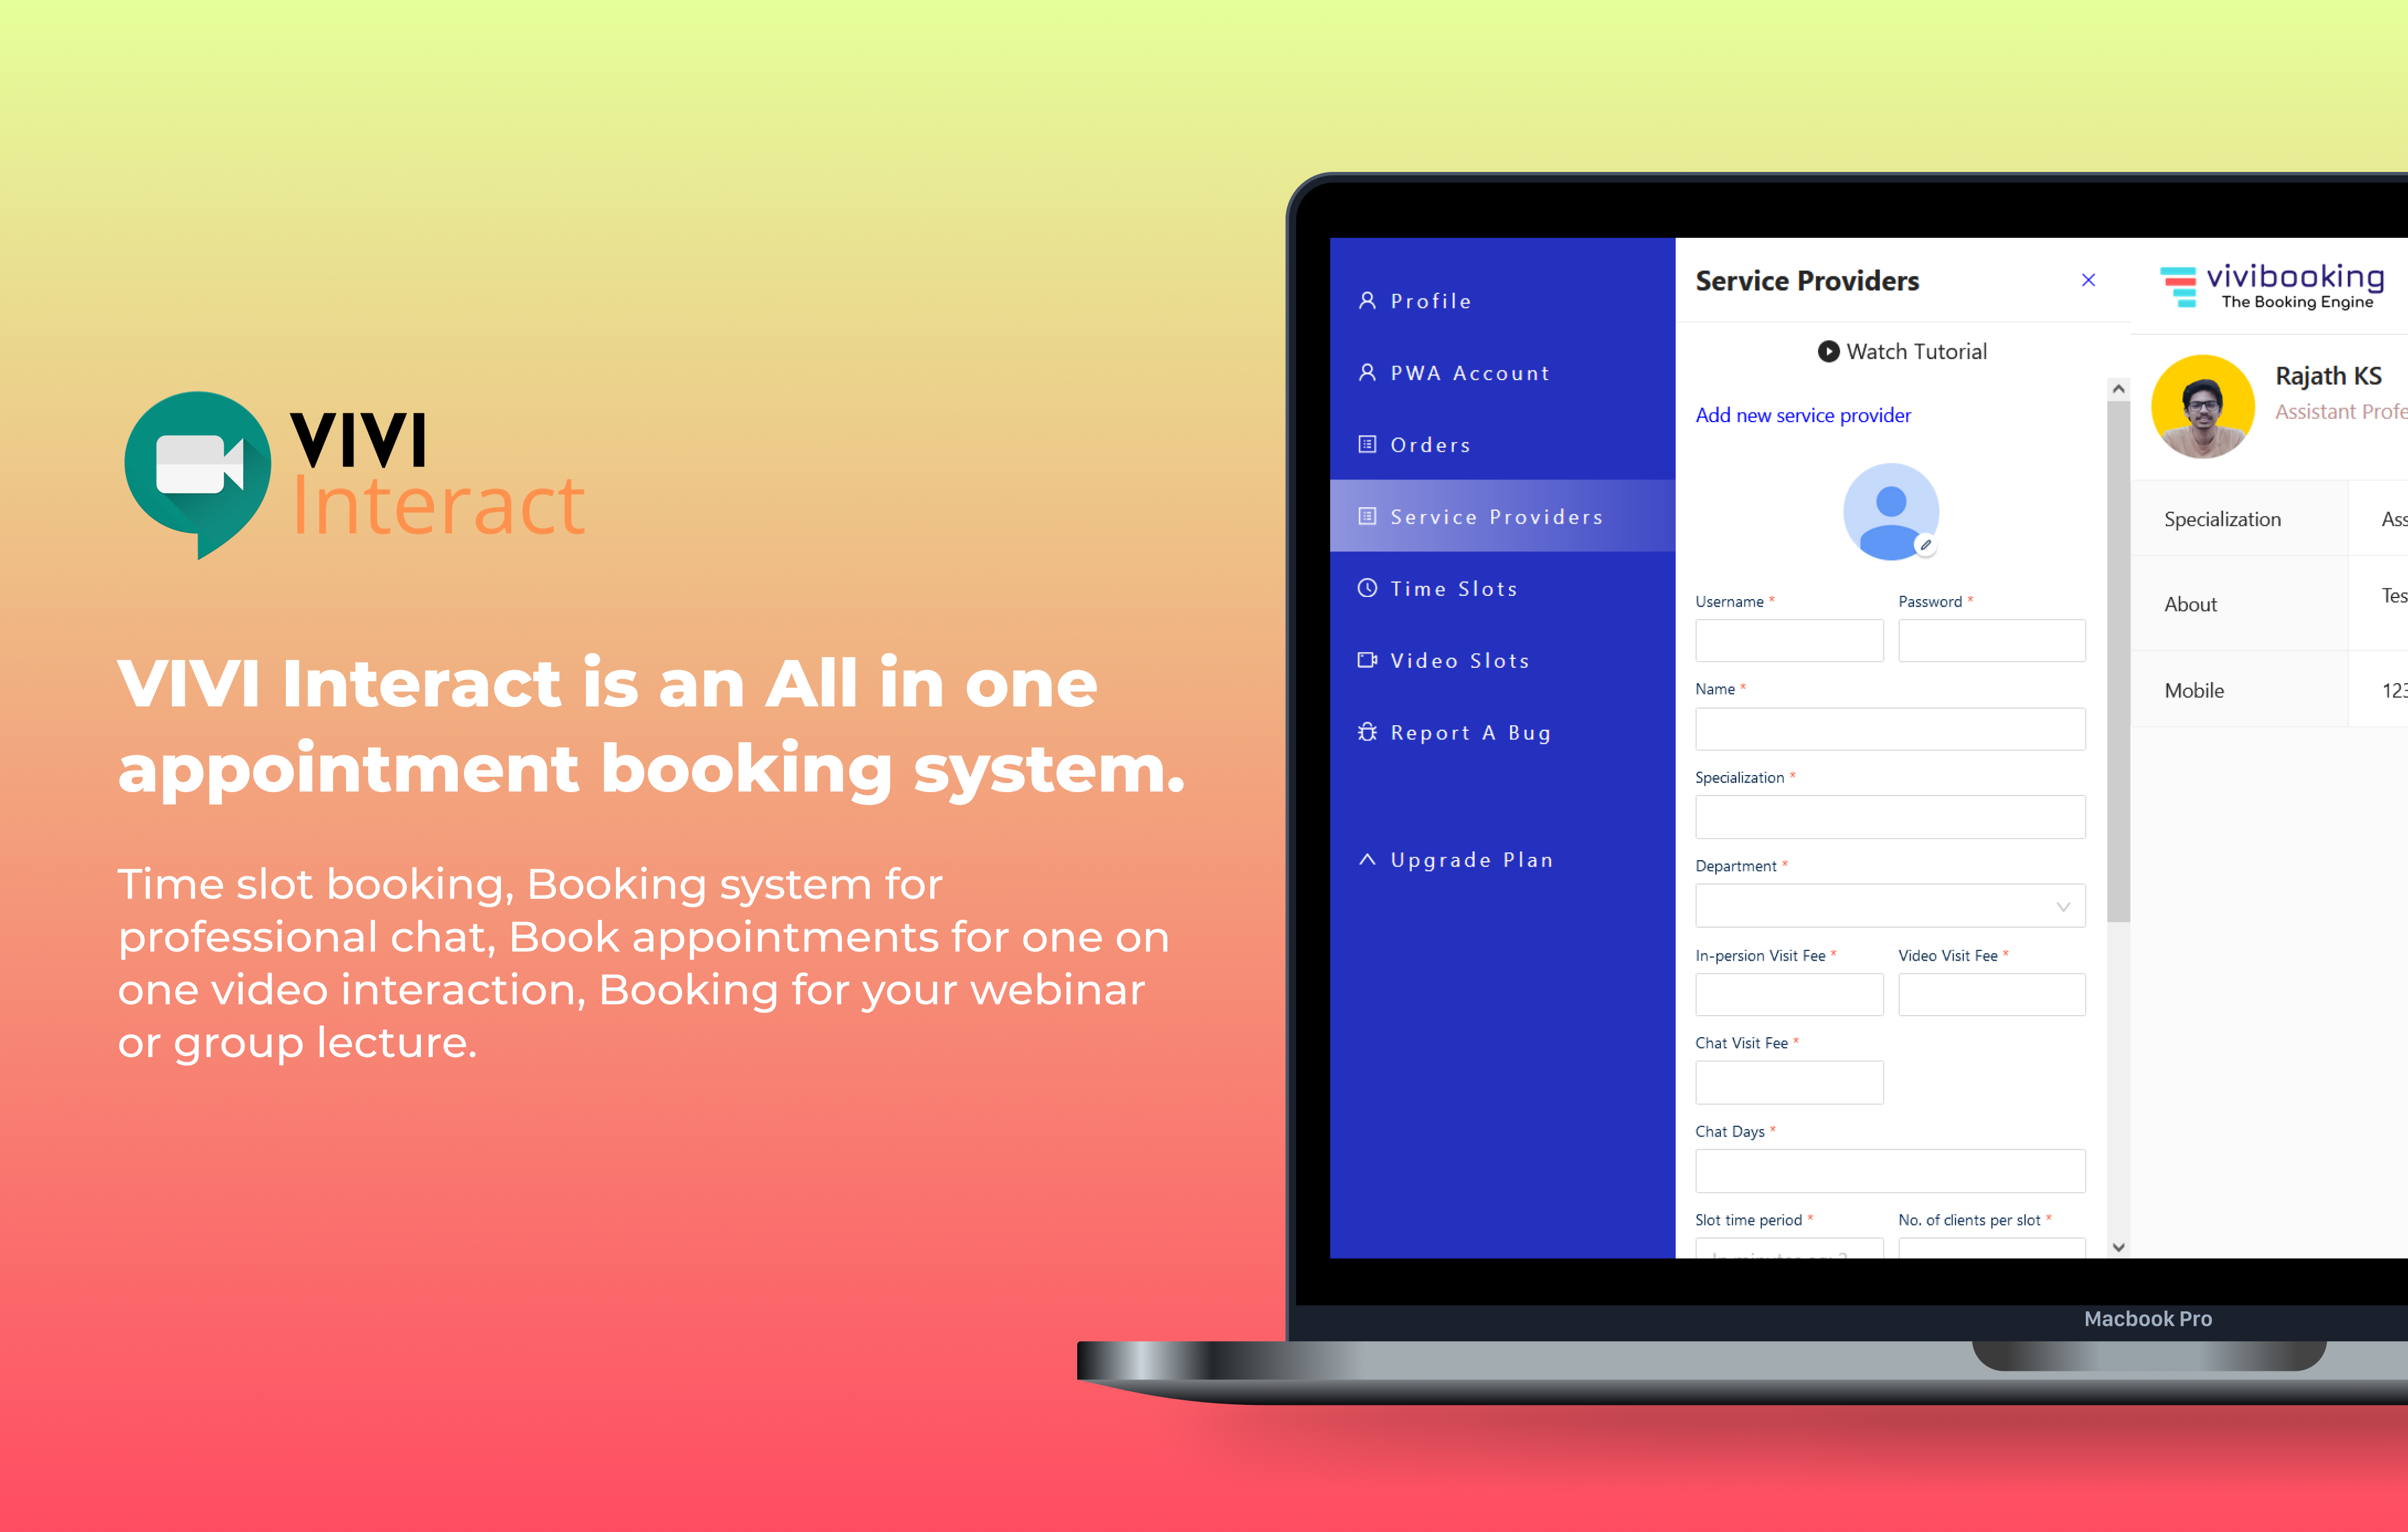 VIVI
Interact
VIVI Interact is an All in one
appointment booking system.
Time slot booking, Booking system for
professional chat, Book appointments for one on
one video interaction, Booking for your webinar
or group lecture.
Profile
PWA Account
Orders
Service Providers
Time Slots
Video Slots
Report A Bug
Upgrade Plan
Service Providers
Watch Tutorial
Add new service provider
Username *
Password *
Name *
Specialization *
Department *
In-persion Visit Fee *
Video Visit Fee *
Chat Visit Fee *
Chat Days *
Slot time period *
No. of clients per slot *
vivibooking
The Booking Engine
Rajath KS
Assistant Profe
Specialization
Ass
About
Tes
Mobile
123
Macbook Pro